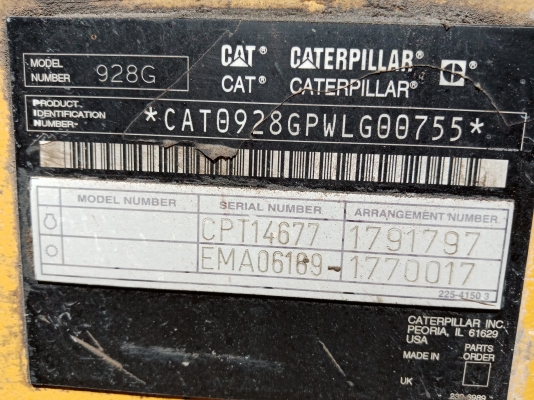 MODEL NUMBER 928G
CAT CATERPILLAR
CAT® CATERPILLAR®
PRODUCT IDENTIFICATION NUMBER
*CAT0928GPWLG00755*
MODEL NUMBER SERIAL NUMBER ARRANGEMENT NUMBER
CPT14677 1791797
EMA06189- 1770017
225-4150 3
CATERPILLAR INC.
PEORIA, IL 61629
USA
MADE IN PARTS ORDER
UK